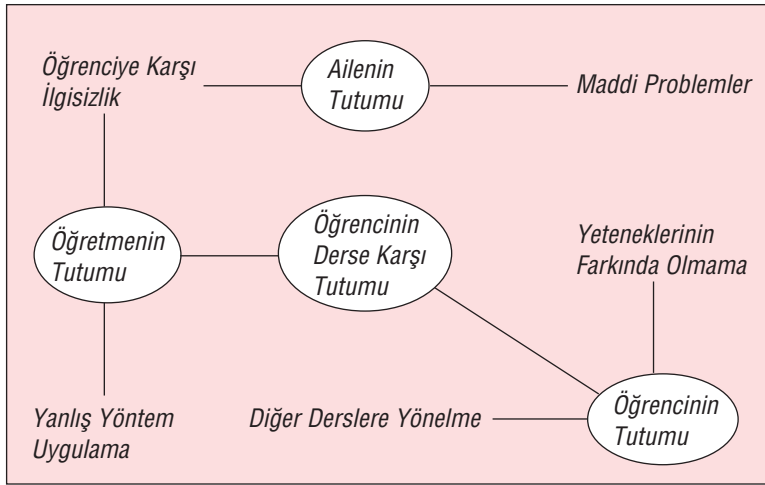 Öğrenciye Karşı
İlgisizlik
Ailenin
Tutumu
Maddi Problemler
Öğretmenin
Tutumu
Öğrencinin
Derse Karşı
Tutumu
Yeteneklerinin
Farkında Olmama
Yanlış Yöntem
Uygulama
Diğer Derslere Yönelme
Öğrencinin
Tutumu